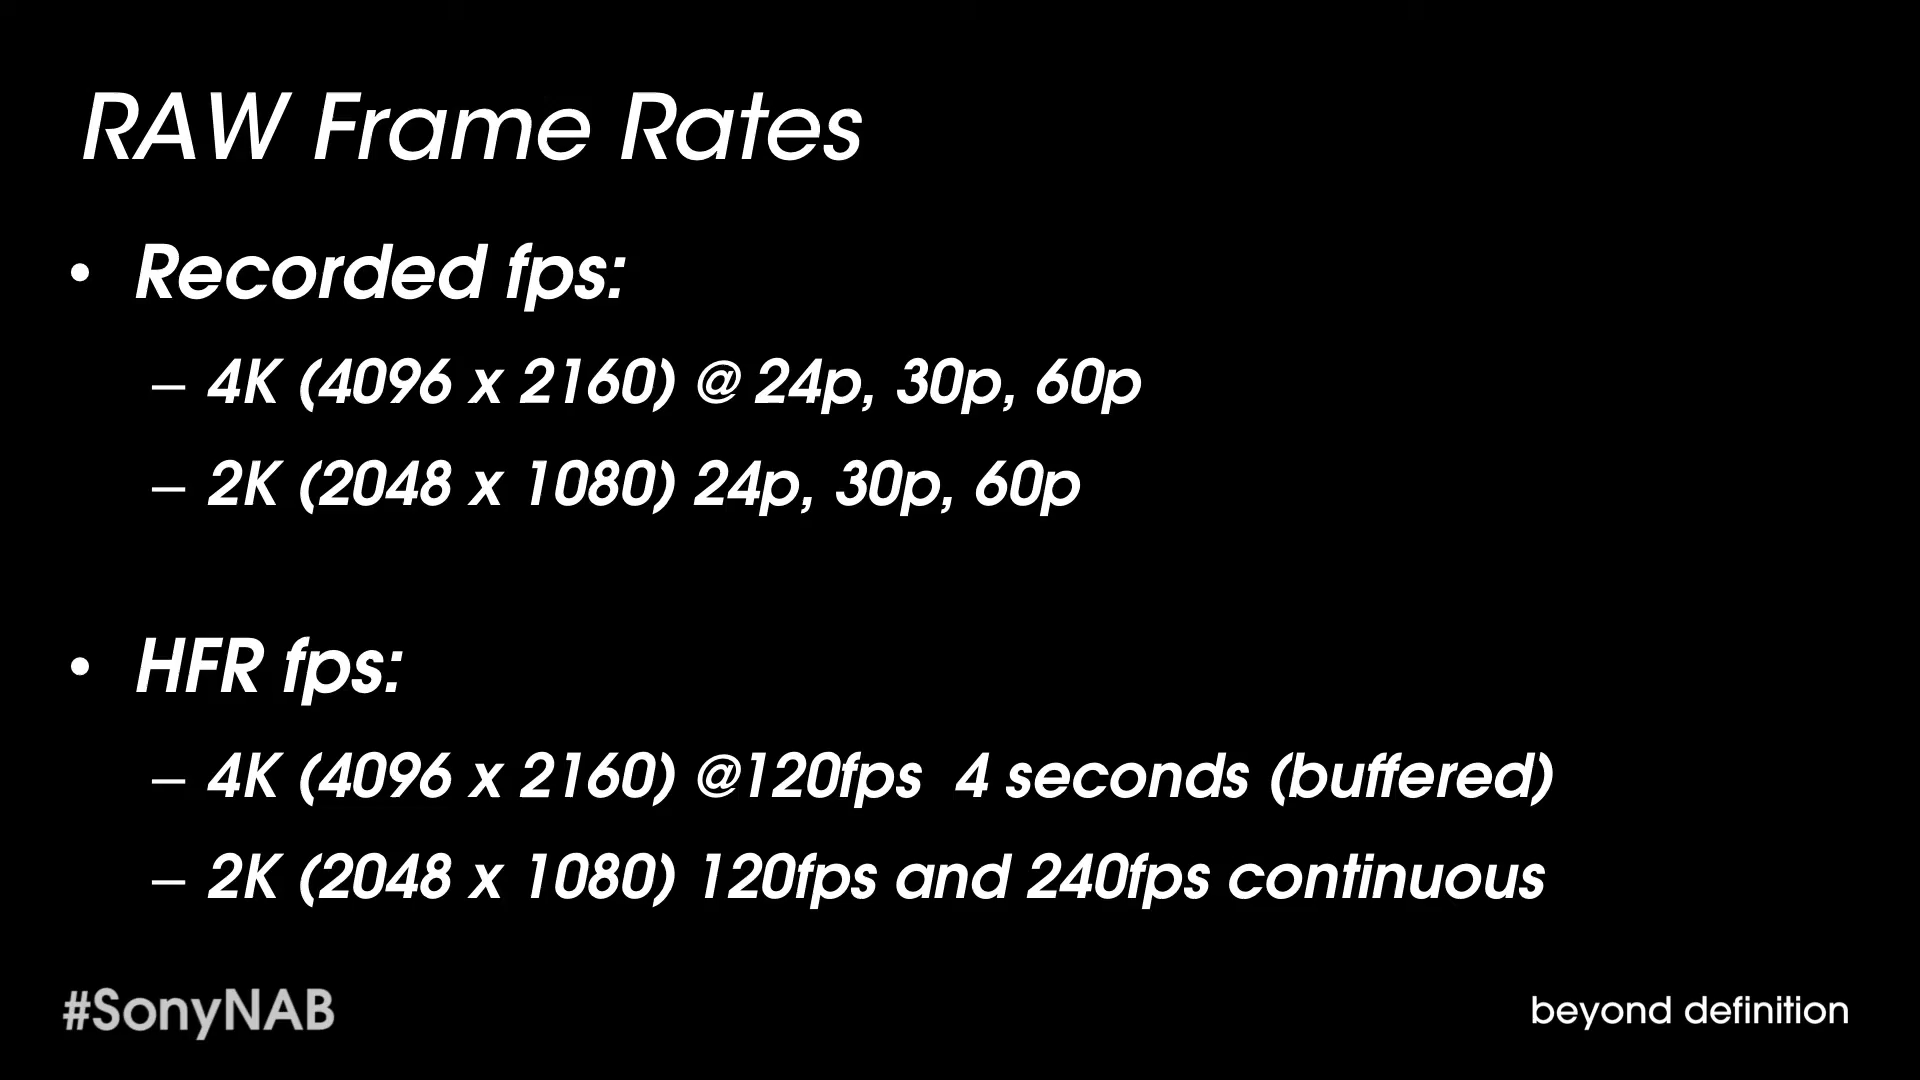 RAW Frame Rates
• Recorded fps:
– 4K (4096 x 2160) @ 24p, 30p, 60p
– 2K (2048 x 1080) 24p, 30p, 60p
• HFR fps:
– 4K (4096 x 2160) @120fps  4 seconds (buffered)
– 2K (2048 x 1080) 120fps and 240fps continuous
#SonyNAB
beyond definition